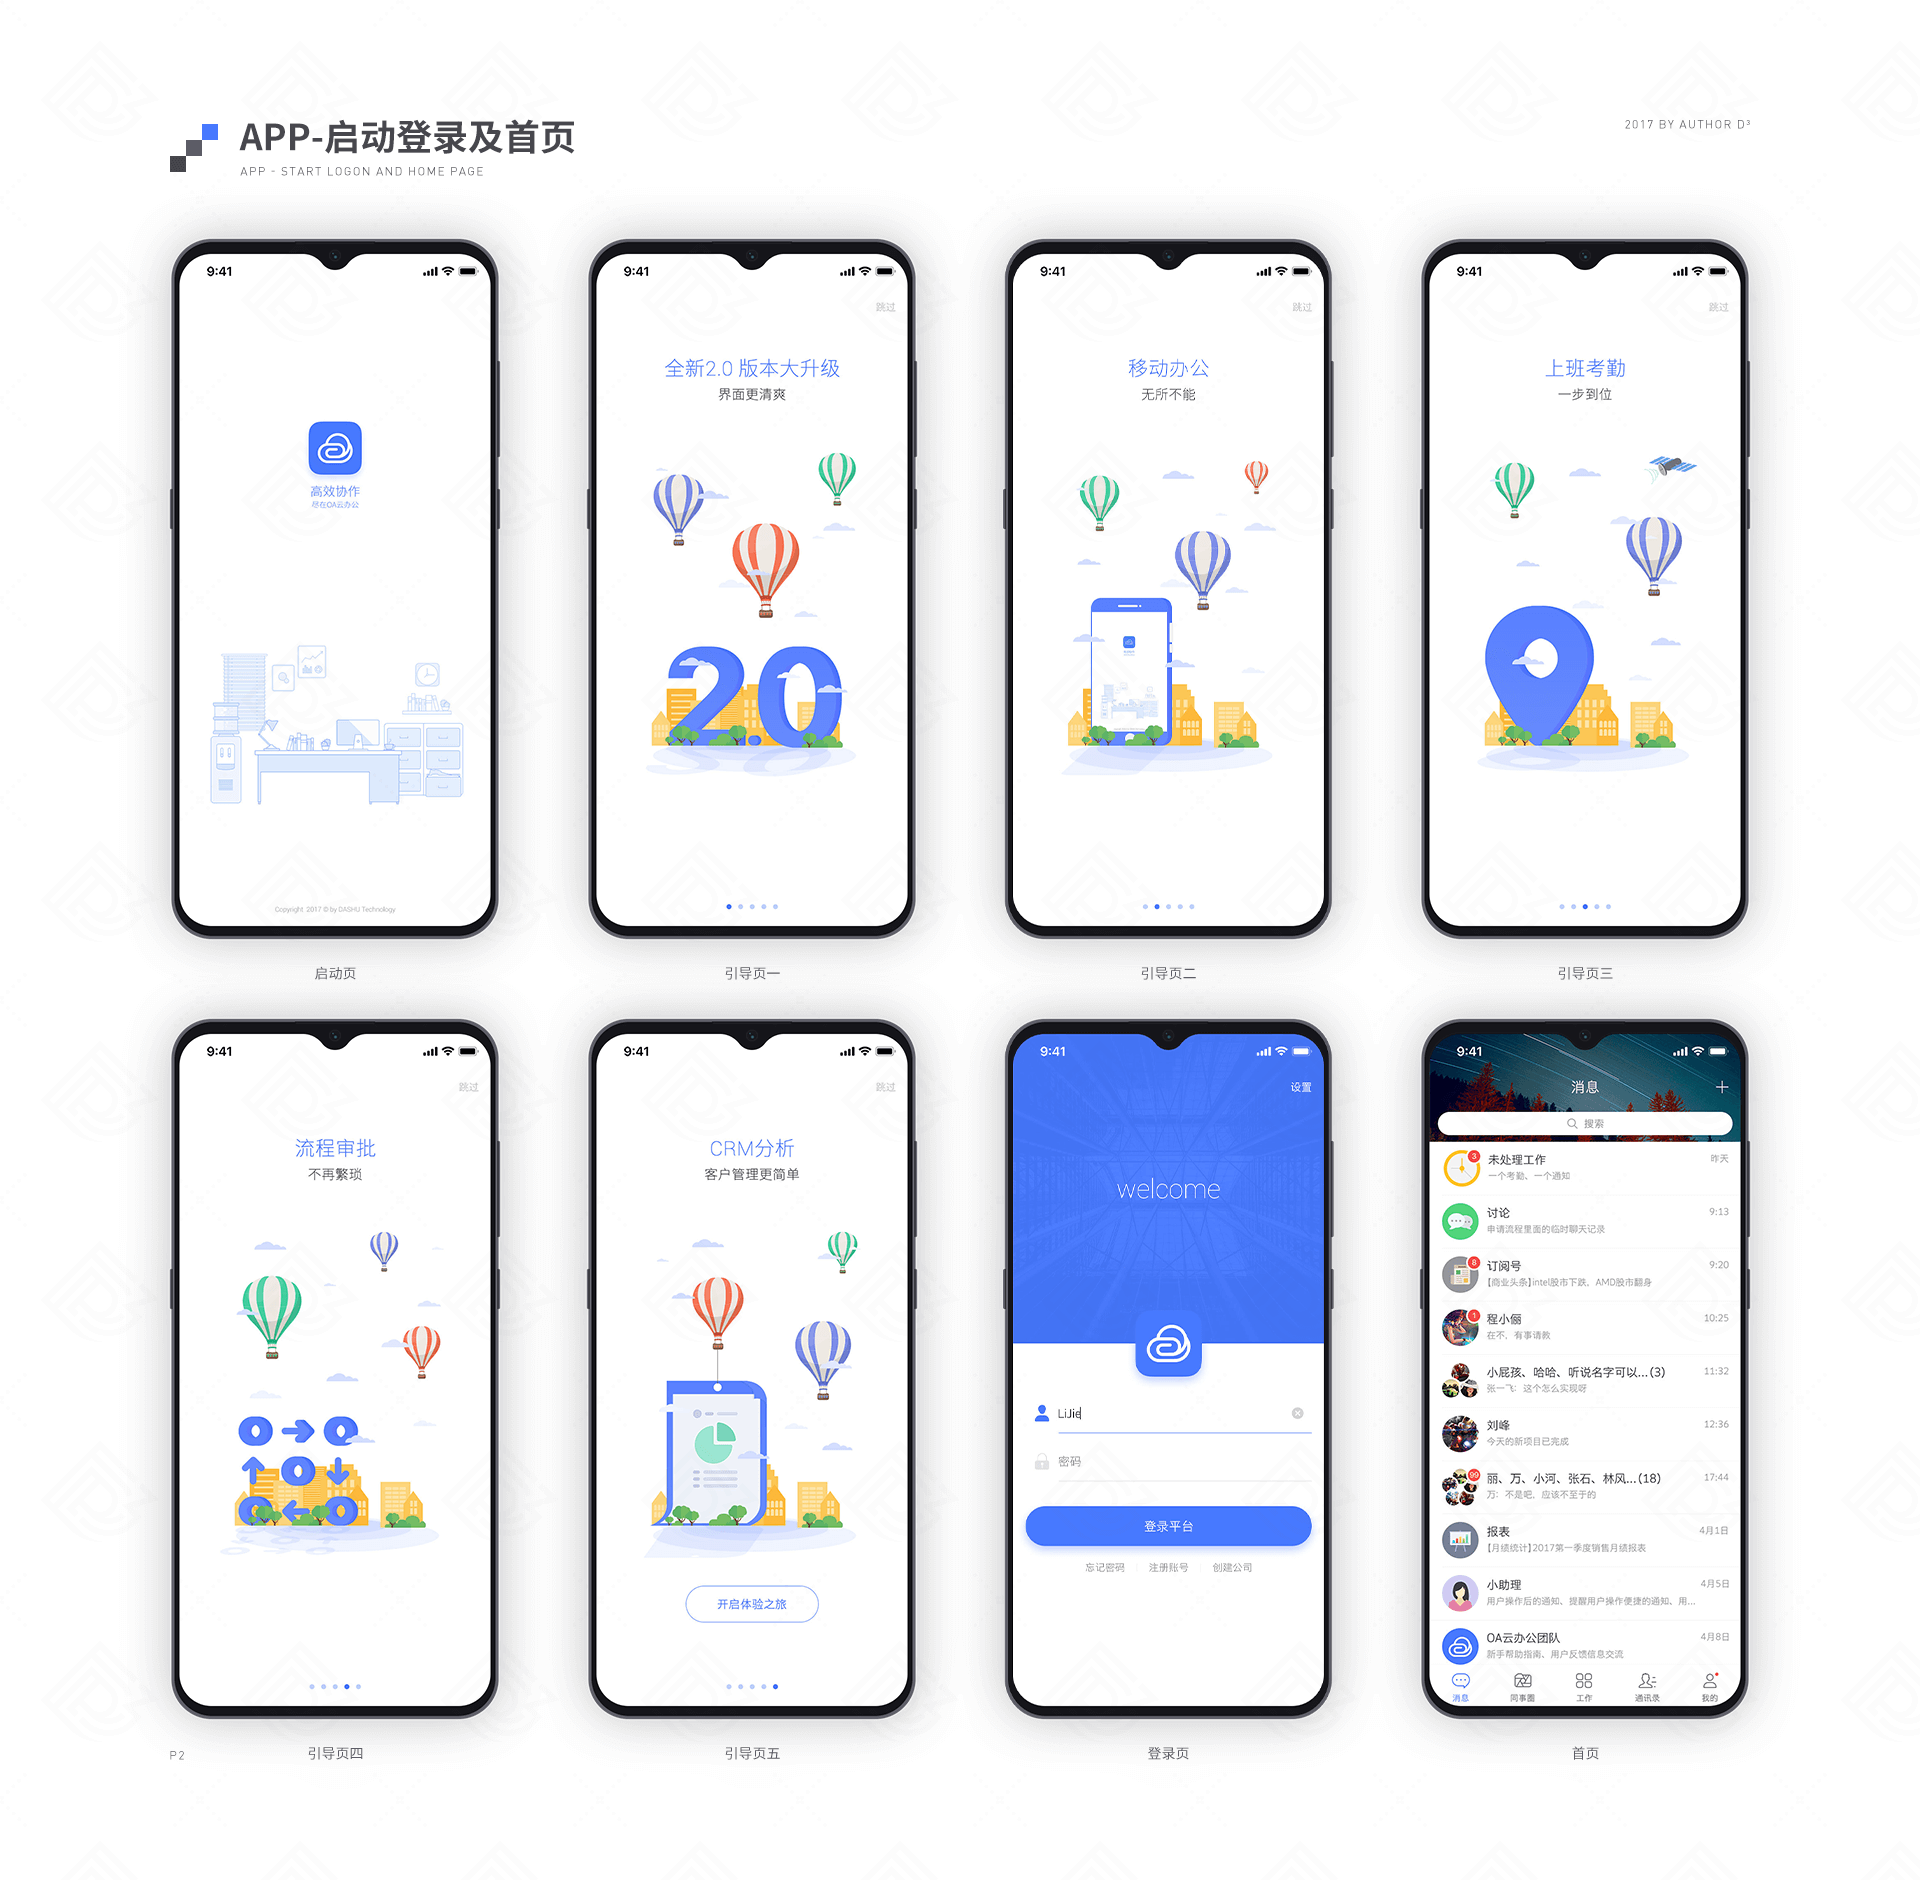 APP-启动登录及首页
APP - START LOGON AND HOME PAGE
2017 BY AUTHOR D³
9:41
高效协作
尽在OA云办公
Copyright 2017 © by DASHU Technology
启动页
9:41
跳过
全新2.0 版本大升级
界面更清爽
2.0
引导页一
9:41
跳过
移动办公
无所不能
引导页二
9:41
跳过
上班考勤
一步到位
引导页三
9:41
跳过
流程审批
不再繁琐
引导页四
9:41
跳过
CRM分析
客户管理更简单
开启体验之旅
引导页五
9:41
设置
welcome
LiJie
密码
登录平台
忘记密码
注册账号
创建公司
登录页
9:41
消息
搜索
3
未处理工作
昨天
一个考勤、一个通知
讨论
9:13
申请流程里面的临时聊天记录
8
订阅号
9:20
【商业头条】intel股市下跌，AMD股市翻身
1
程小俪
10:25
在不，有事请教
小屁孩、哈哈、听说名字可以...(3)
11:32
张一飞：这个怎么实现呀
刘峰
12:36
今天的新项目已完成
99
丽、万、小河、张石、林风...(18)
17:44
万：不是吧，应该不至于的
报表
4月1日
【月绩统计】2017第一季度销售月绩报表
小助理
4月5日
用户操作后的通知、提醒用户操作便捷的通知、用...
OA云办公团队
4月8日
新手帮助指南、用户反馈信息交流
消息
同事圈
工作
通讯录
我的
首页
P2